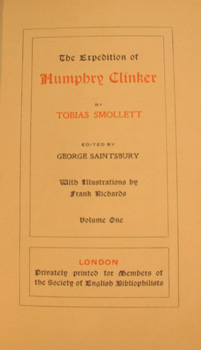 The Expedition of
Humphry Clinker
BY
TOBIAS SMOLLETT
EDITED BY
GEORGE SAINTSBURY
With Illustrations by
Frank Richards
Volume One
LONDON
Privately printed for Members of
the Society of English Bibliophilists